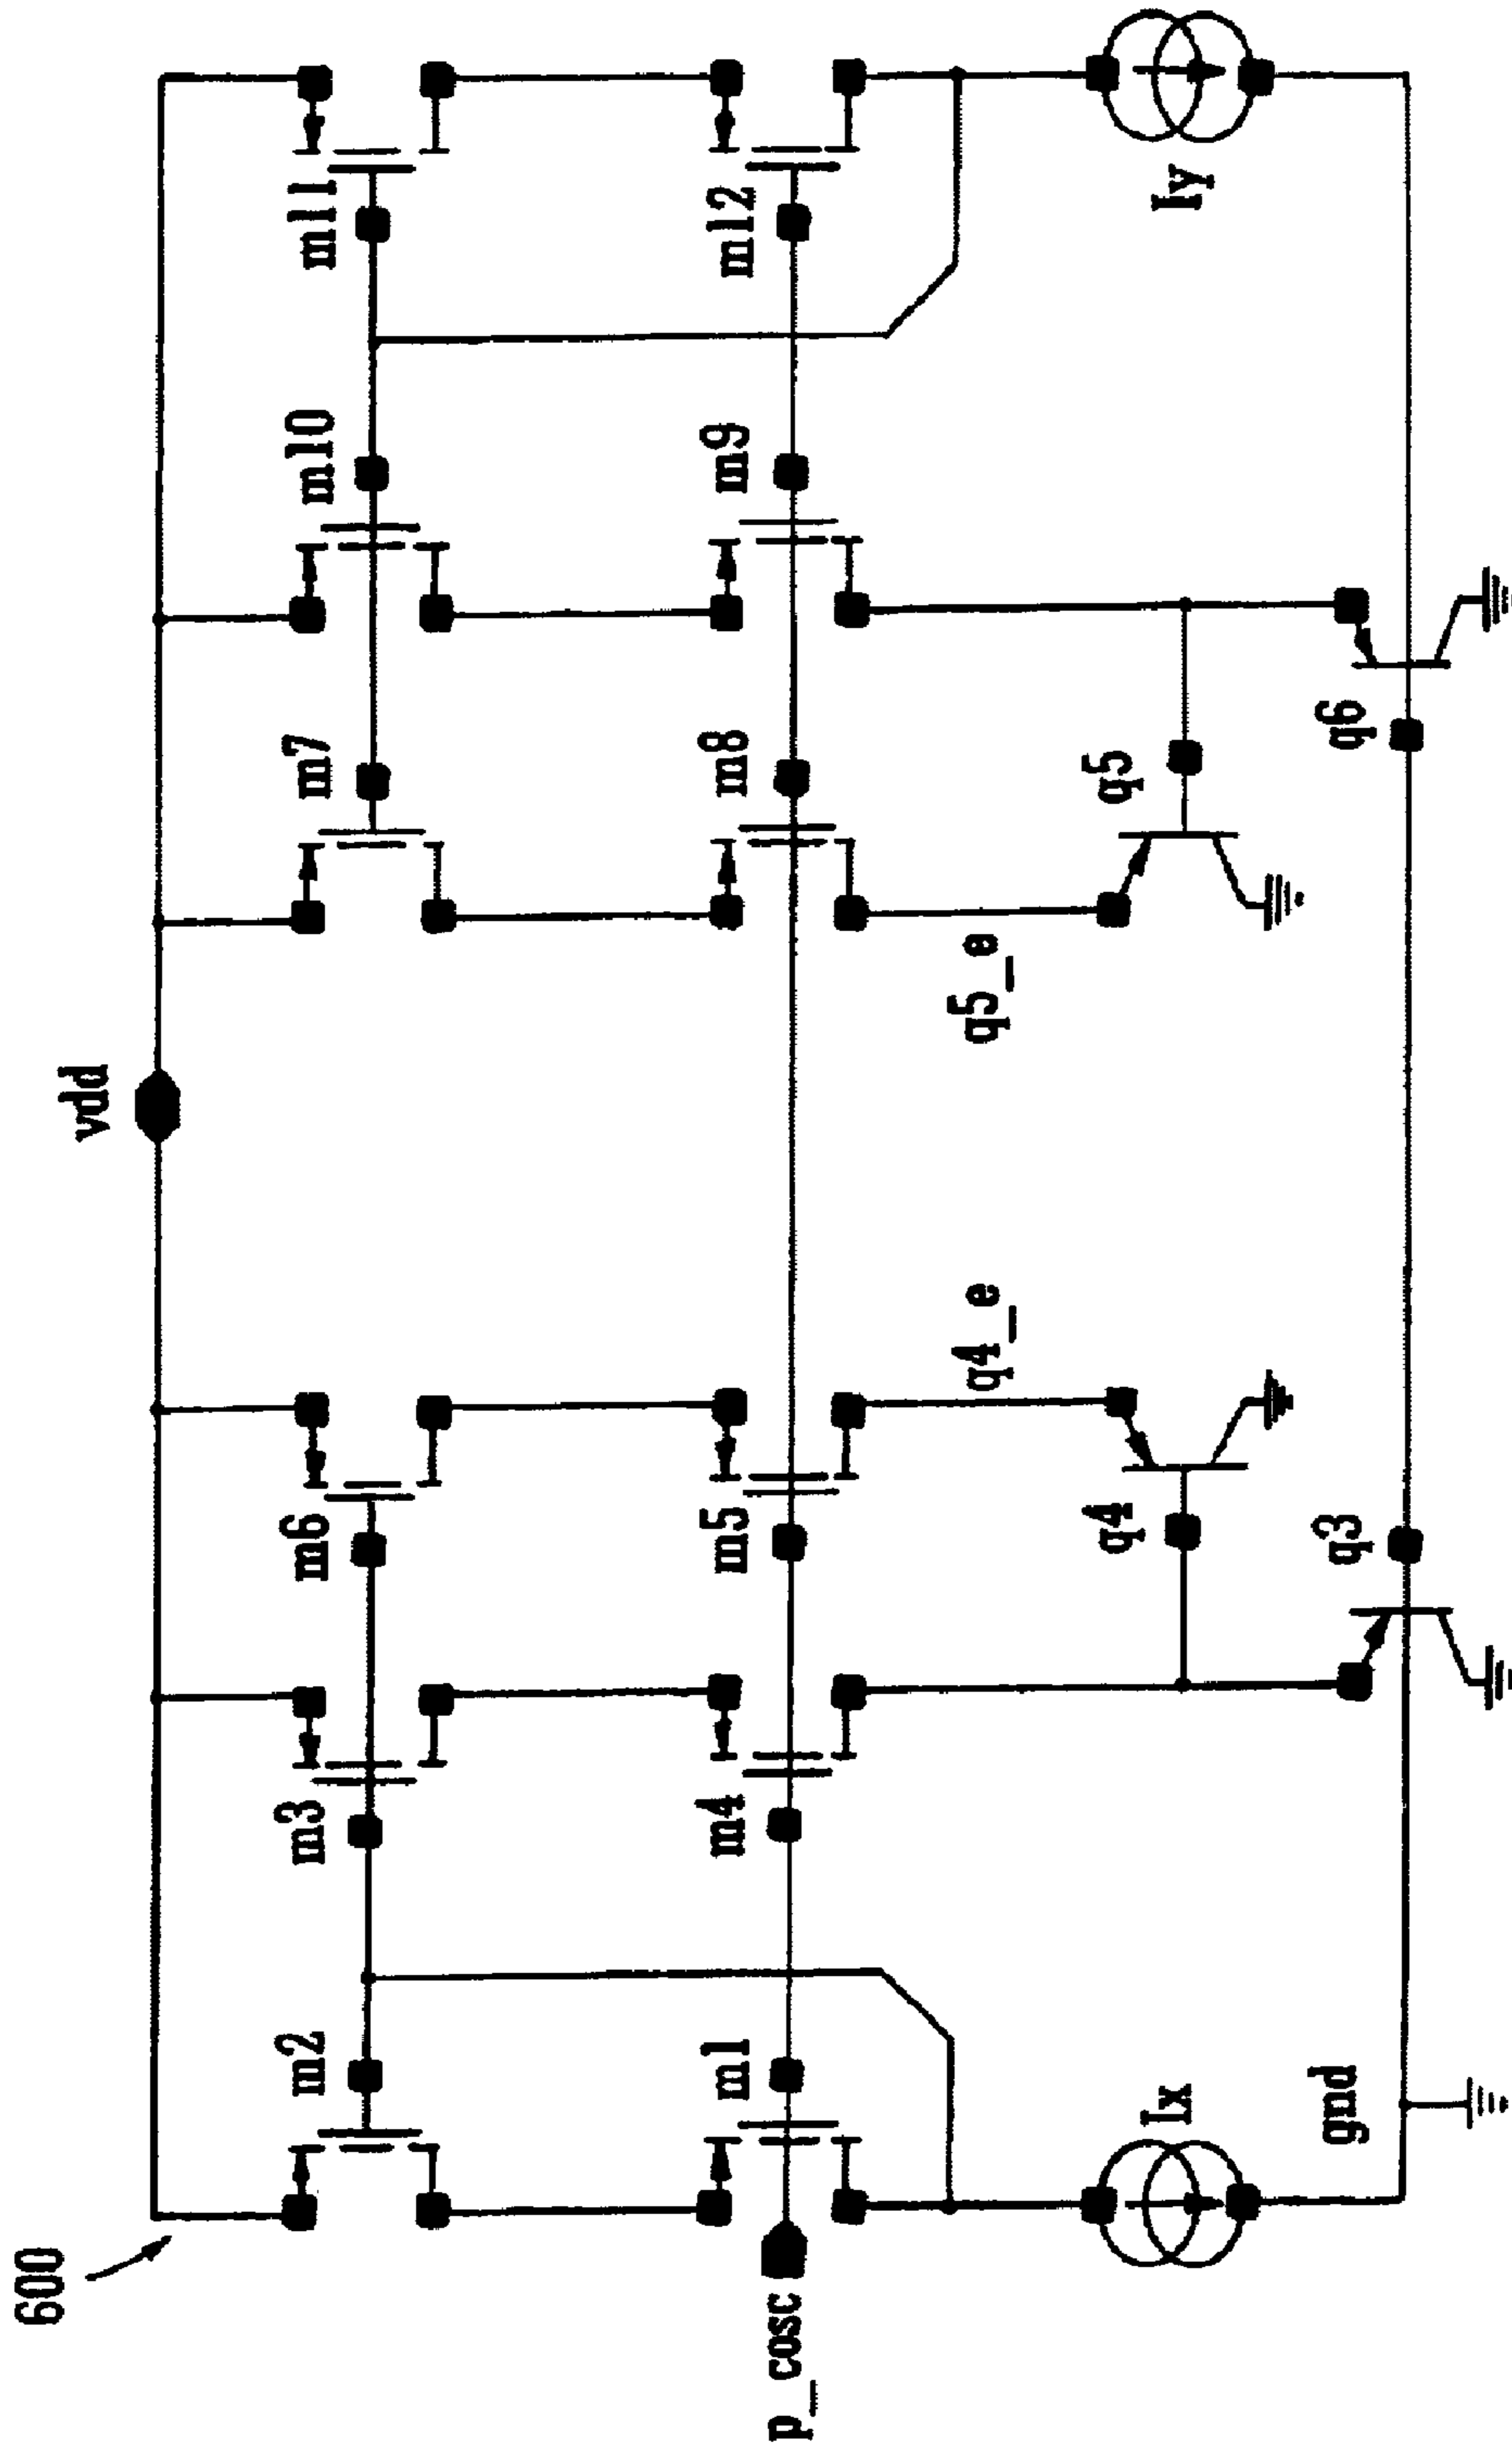 600
vdd
m2
m3
m6
m7
m10
m11
p_cosc
m1
m4
m5
m8
m9
m12
q4_e
q5_e
Ix
q4
q5
Iy
gnd
q3
q6